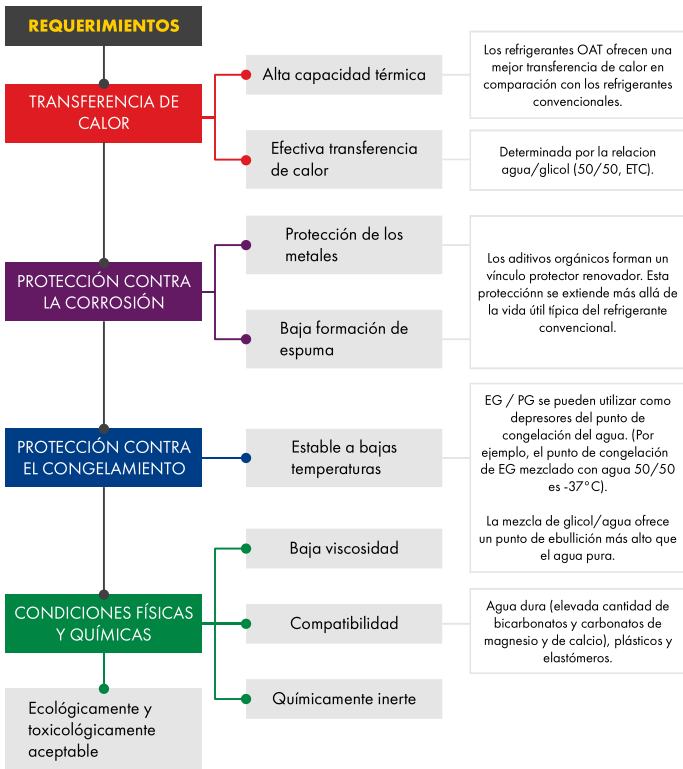 REQUERIMIENTOS
TRANSFERENCIA DE
CALOR
Alta capacidad térmica
Los refrigerantes OAT ofrecen una
mejor transferencia de calor en
comparación con los refrigerantes
convencionales.
Efectiva transferencia
de calor
Determinada por la relacion
agua/glicol (50/50, ETC).
PROTECCIÓN CONTRA
LA CORROSIÓN
Protección de los
metales
Baja formación de
espuma
Los aditivos orgánicos forman un
vínculo protector renovador. Esta
protecciónn se extiende más allá de
la vida útil típica del refrigerante
convencional.
PROTECCIÓN CONTRA
EL CONGELAMIENTO
Estable a bajas
temperaturas
EG / PG se pueden utilizar como
depresores del punto de
congelación del agua. (Por
ejemplo, el punto de congelación
de EG mezclado con agua 50/50
es -37°C).
La mezcla de glicol/agua ofrece
un punto de ebullición más alto que
el agua pura.
CONDICIONES FÍSICAS
Y QUÍMICAS
Baja viscosidad
Compatibilidad
Agua dura (elevada cantidad de
bicarbonatos y carbonatos de
magnesio y de calcio), plásticos y
elastómeros.
Químicamente inerte
Ecológicamente y
toxicológicamente
aceptable